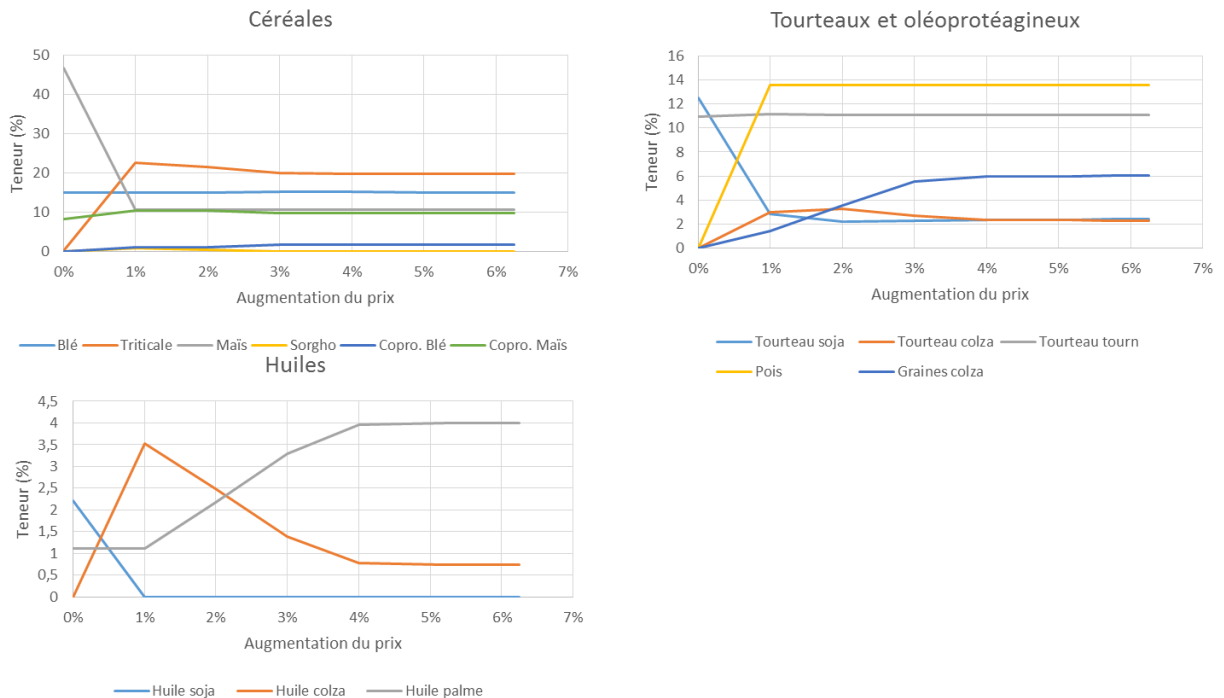 Céréales
Teneur (%)
50
40
30
20
10
0
0% 1% 2% 3% 4% 5% 6% 7%
Augmentation du prix
Blé Triticale Maïs Sorgho Copro. Blé Copro. Maïs
Tourteaux et oléoprotéagineux
Teneur (%)
16
14
12
10
8
6
4
2
0
0% 1% 2% 3% 4% 5% 6% 7%
Augmentation du prix
Tourteau soja Tourteau colza Tourteau tourn
Pois Graines colza
Huiles
Teneur (%)
4,5
4
3,5
3
2,5
2
1,5
1
0,5
0
0% 1% 2% 3% 4% 5% 6% 7%
Augmentation du prix
Huile soja Huile colza Huile palme